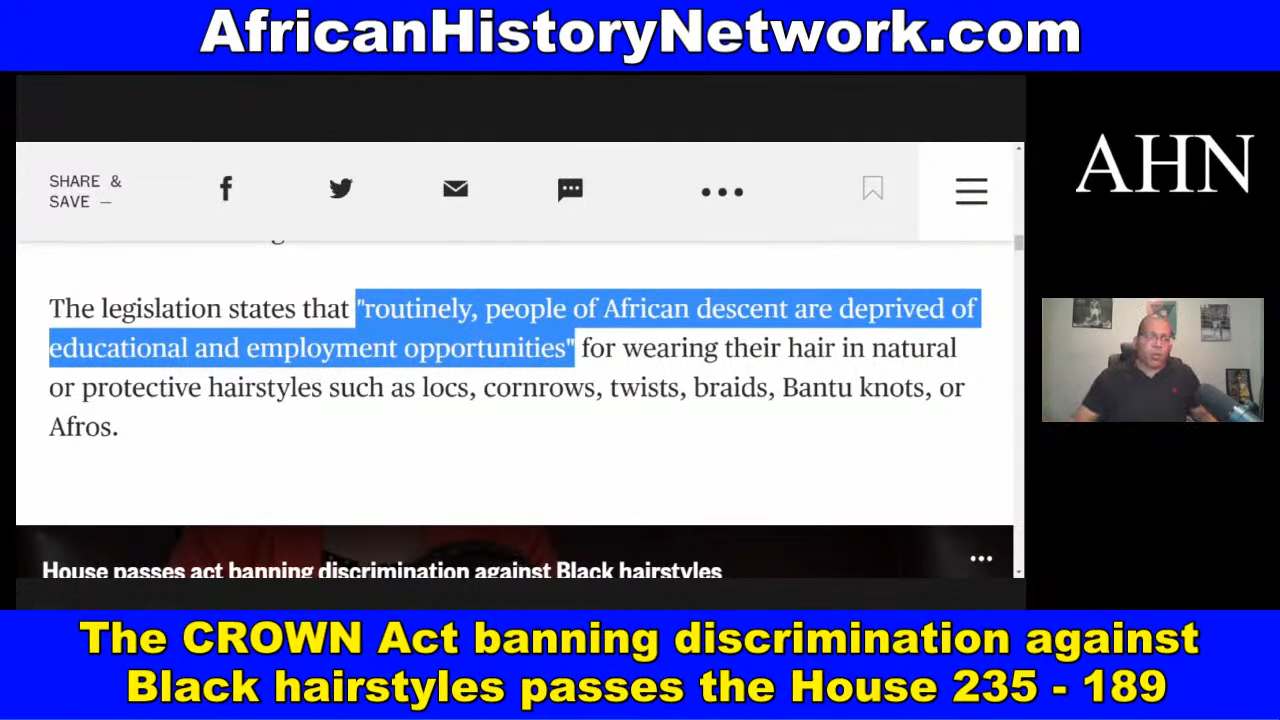 AfricanHistoryNetwork.com
AHN
SHARE &
SAVE —
The legislation states that "routinely, people of African descent are deprived of
educational and employment opportunities" for wearing their hair in natural
or protective hairstyles such as locs, cornrows, twists, braids, Bantu knots, or
Afros.
House passes act banning discrimination against Black hairstyles
The CROWN Act banning discrimination against
Black hairstyles passes the House 235 - 189